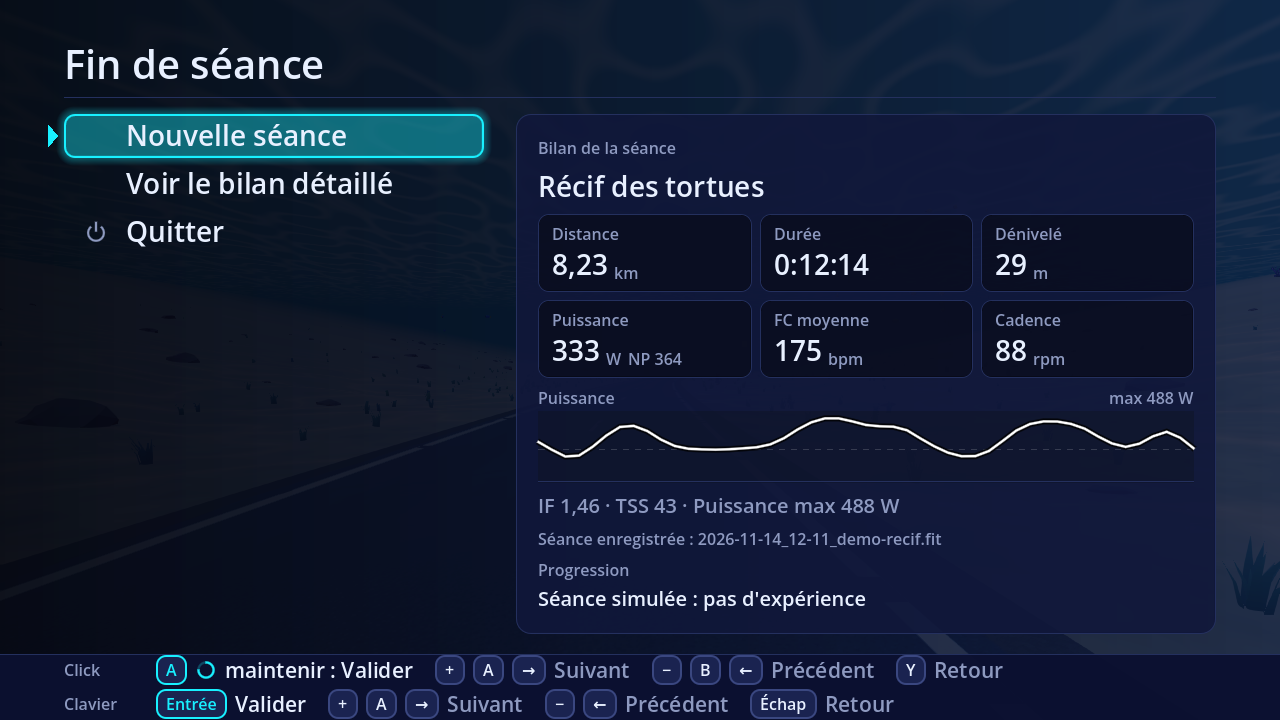 Fin de séance
Nouvelle séance
Voir le bilan détaillé
Quitter
Bilan de la séance
Récif des tortues
Distance
8,23 km
Durée
0:12:14
Dénivelé
29 m
Puissance
333 W NP 364
FC moyenne
175 bpm
Cadence
88 rpm
Puissance max 488 W
IF 1,46 · TSS 43 · Puissance max 488 W
Séance enregistrée : 2026-11-14_12-11_demo-recif.fit
Progression
Séance simulée : pas d'expérience
Click A maintenir : Valider + A → Suivant − B ← Précédent Y Retour
Clavier Entrée Valider + A → Suivant − ← Précédent Échap Retour